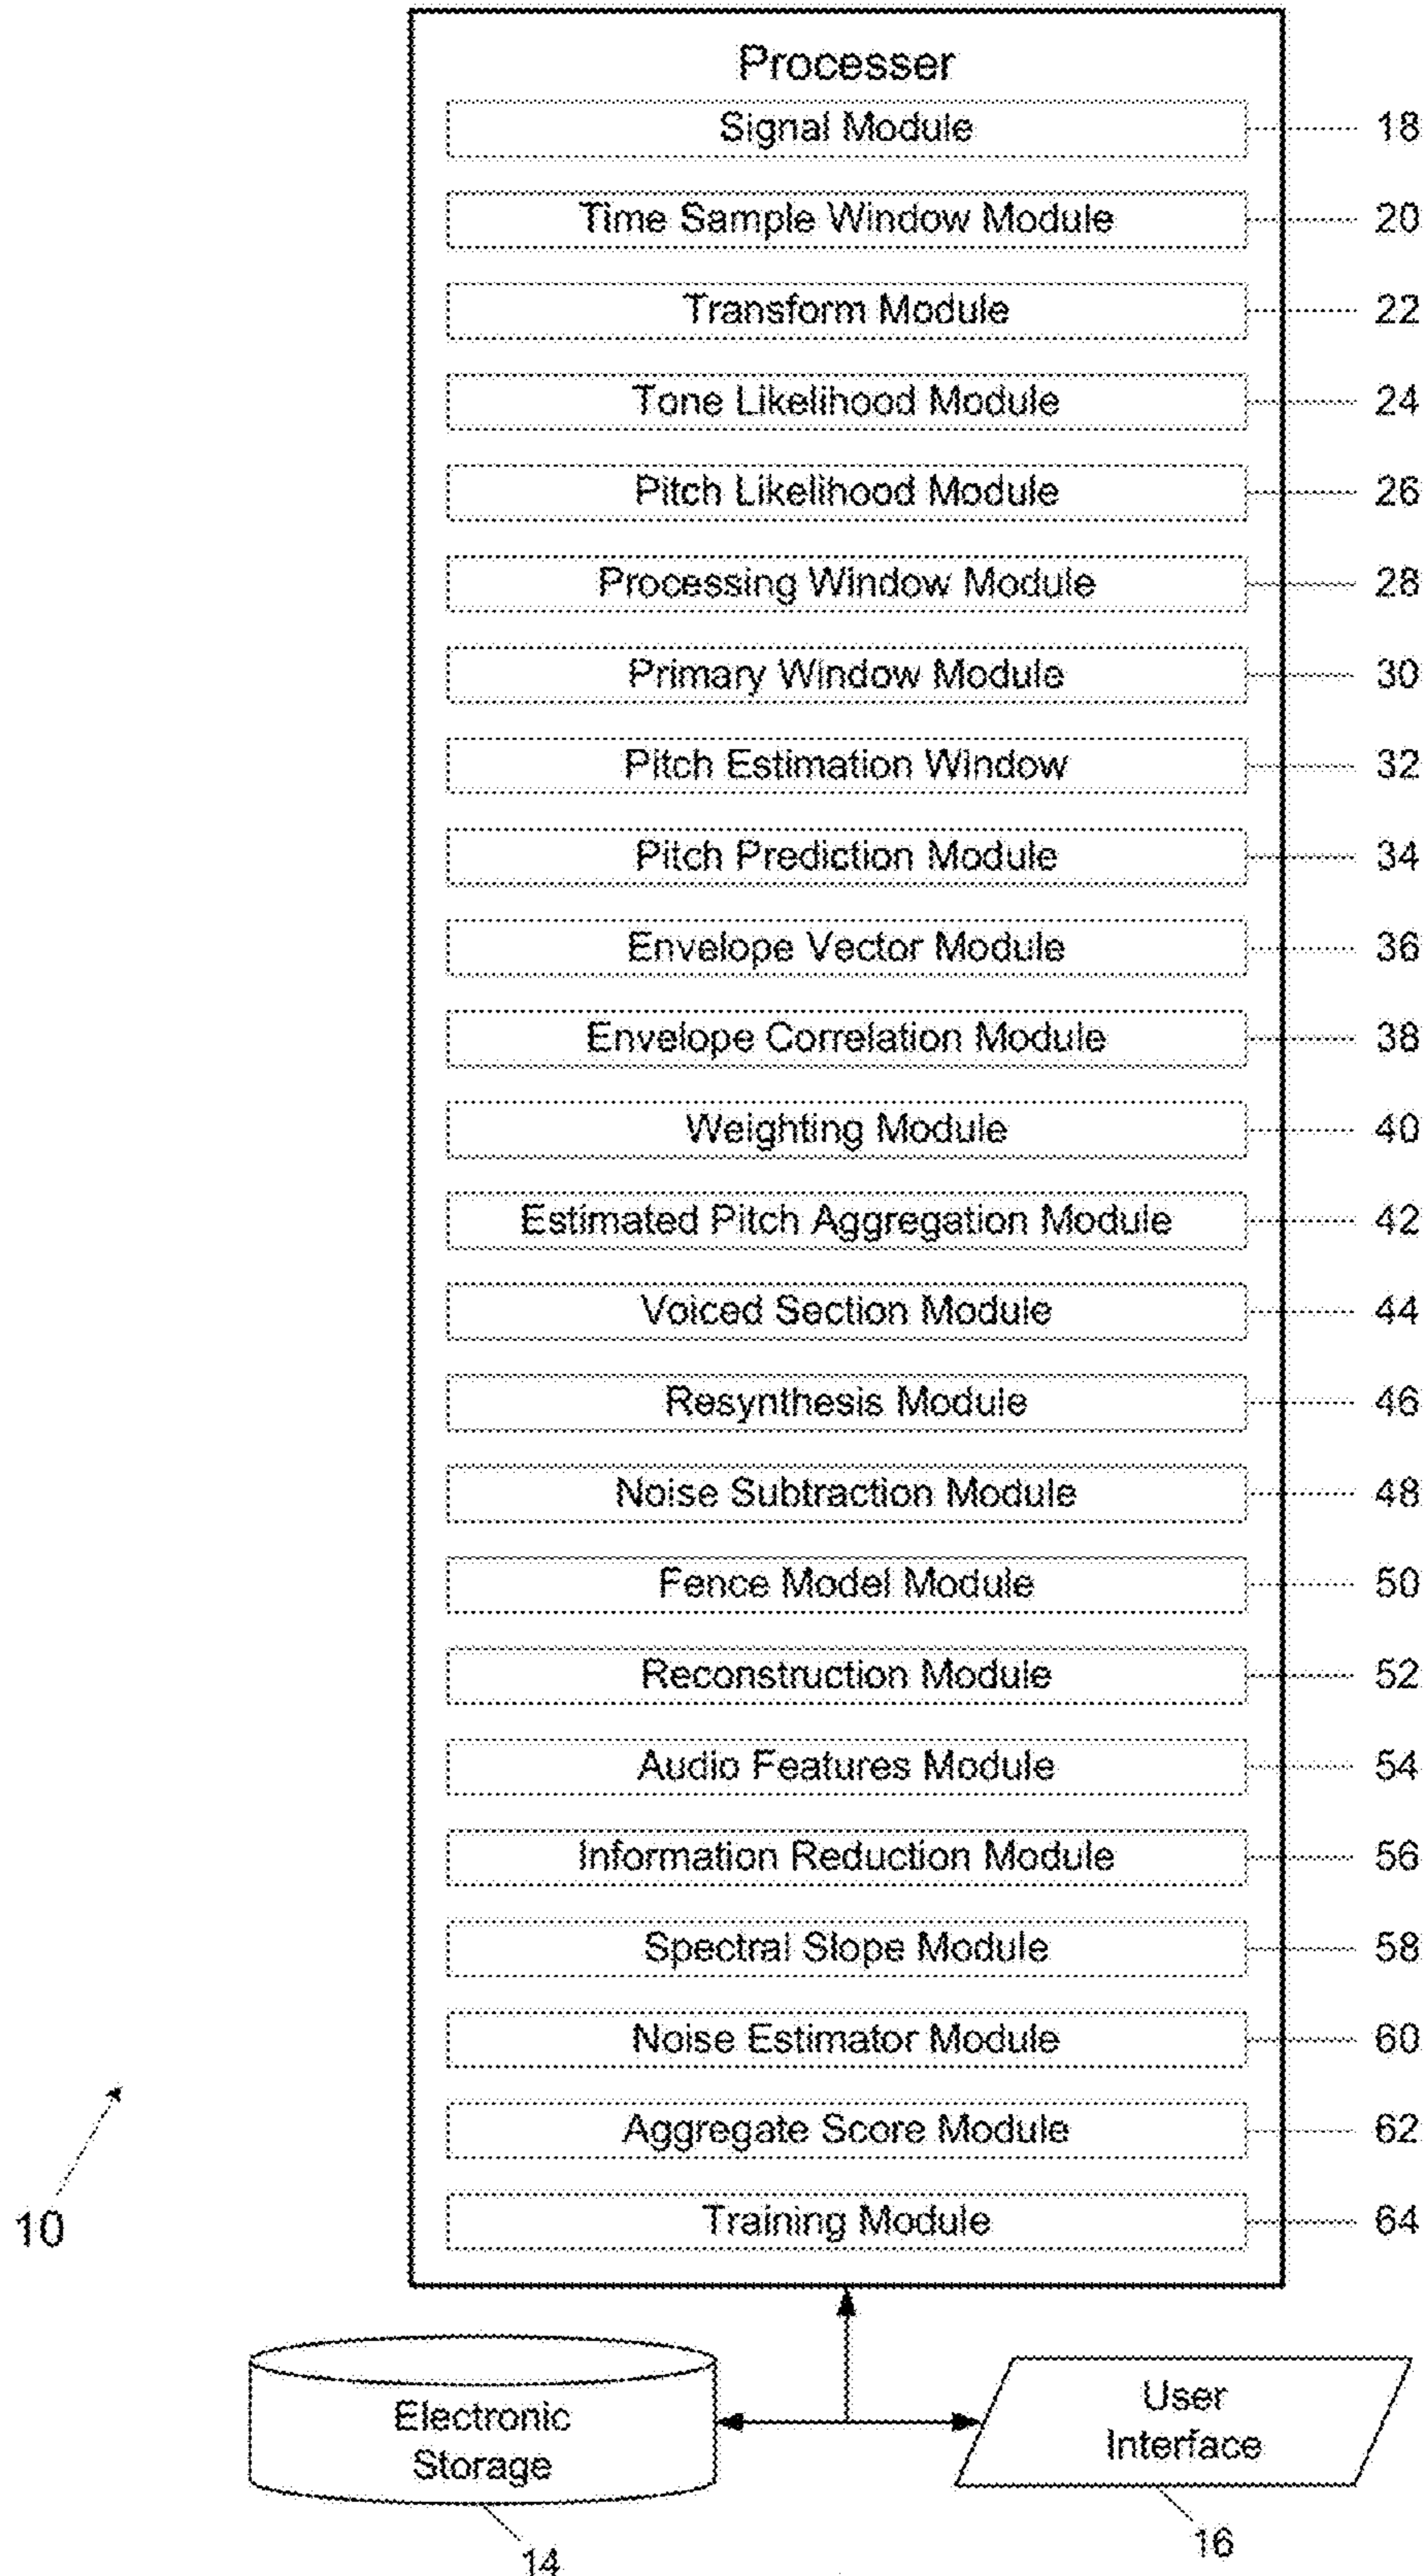 Processer
Signal Module 18
Time Sample Window Module 20
Transform Module 22
Tone Likelihood Module 24
Pitch Likelihood Module 26
Processing Window Module 28
Primary Window Module 30
Pitch Estimation Window 32
Pitch Prediction Module 34
Envelope Vector Module 36
Envelope Correlation Module 38
Weighting Module 40
Estimated Pitch Aggregation Module 42
Voiced Section Module 44
Resynthesis Module 46
Noise Subtraction Module 48
Fence Model Module 50
Reconstruction Module 52
Audio Features Module 54
Information Reduction Module 56
Spectral Slope Module 58
Noise Estimator Module 60
Aggregate Score Module 62
Training Module 64
10
Electronic
Storage
14
User
Interface
16